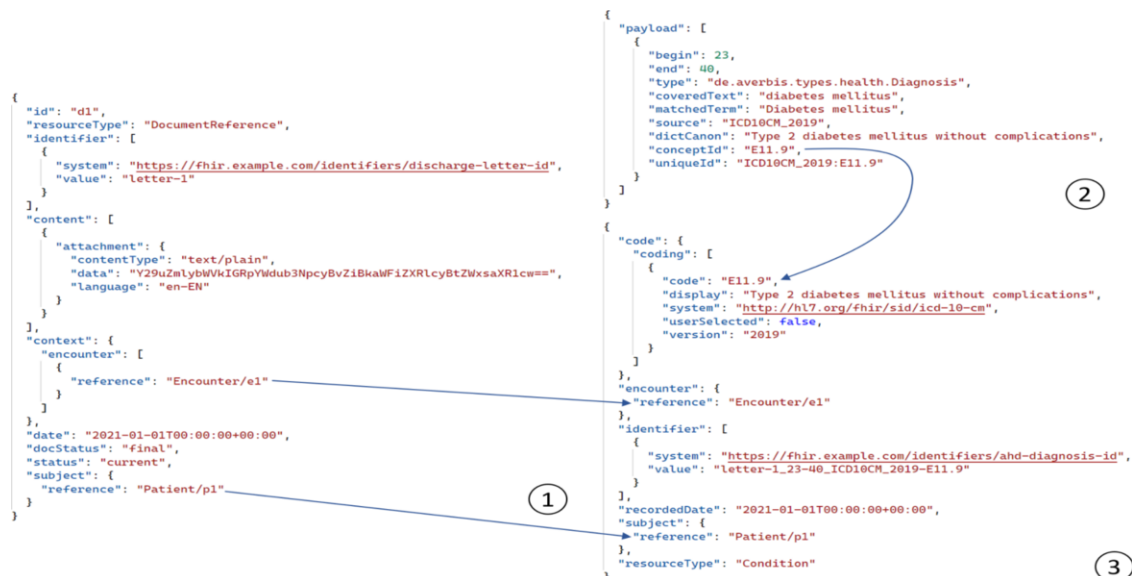 {
  "id": "d1",
  "resourceType": "DocumentReference",
  "identifier": [
    {
      "system": "https://fhir.example.com/identifiers/discharge-letter-id",
      "value": "letter-1"
    }
  ],
  "content": [
    {
      "attachment": {
        "contentType": "text/plain",
        "data": "Y29uZmlybWVkIGRpYWdub3NpcyBvZiBkaWFiZXRlcyBtZWxsaXR1cw==",
        "language": "en-EN"
      }
    }
  ],
  "context": {
    "encounter": [
      {
        "reference": "Encounter/e1"
      }
    ]
  },
  "date": "2021-01-01T00:00:00+00:00",
  "docStatus": "final",
  "status": "current",
  "subject": {
    "reference": "Patient/p1"
  }
}
1
{
  "payload": [
    {
      "begin": 23,
      "end": 40,
      "type": "de.averbis.types.health.Diagnosis",
      "coveredText": "diabetes mellitus",
      "matchedTerm": "Diabetes mellitus",
      "source": "ICD10CM_2019",
      "dictCanon": "Type 2 diabetes mellitus without complications",
      "conceptId": "E11.9",
      "uniqueId": "ICD10CM_2019:E11.9"
    }
  ]
}
2
{
  "code": {
    "coding": [
      {
        "code": "E11.9",
        "display": "Type 2 diabetes mellitus without complications",
        "system": "http://hl7.org/fhir/sid/icd-10-cm",
        "userSelected": false,
        "version": "2019"
      }
    ]
  },
  "encounter": {
    "reference": "Encounter/e1"
  },
  "identifier": [
    {
      "system": "https://fhir.example.com/identifiers/ahd-diagnosis-id",
      "value": "letter-1_23-40_ICD10CM_2019-E11.9"
    }
  ],
  "recordedDate": "2021-01-01T00:00:00+00:00",
  "subject": {
    "reference": "Patient/p1"
  },
  "resourceType": "Condition"
}
3